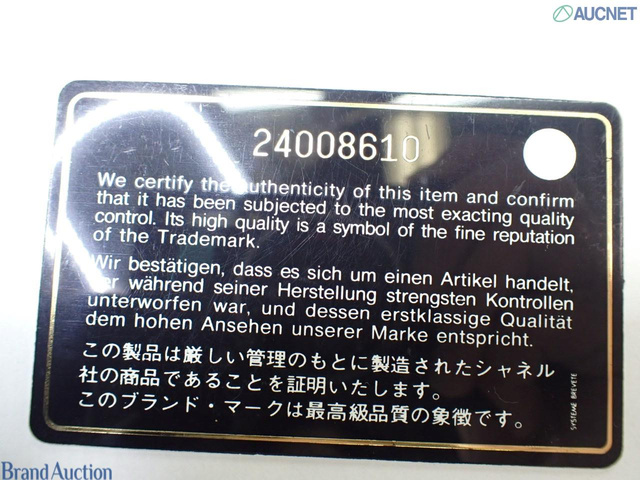 AUCNET
24008610
We certify the authenticity of this item and confirm
that it has been subjected to the most exacting quality
control. Its high quality is a symbol of the fine reputation
of the Trademark.
Wir bestätigen, dass es sich um einen Artikel handelt,
der während seiner Herstellung strengsten Kontrollen
unterworfen war, und dessen erstklassige Qualität
dem hohen Ansehen unserer Marke entspricht.
この製品は厳しい管理のもとに製造されたシャネル
社の商品であることを証明いたします。
このブランド・マークは最高級品質の象徴です。
SYSTEME BREVETE
Brand Auction